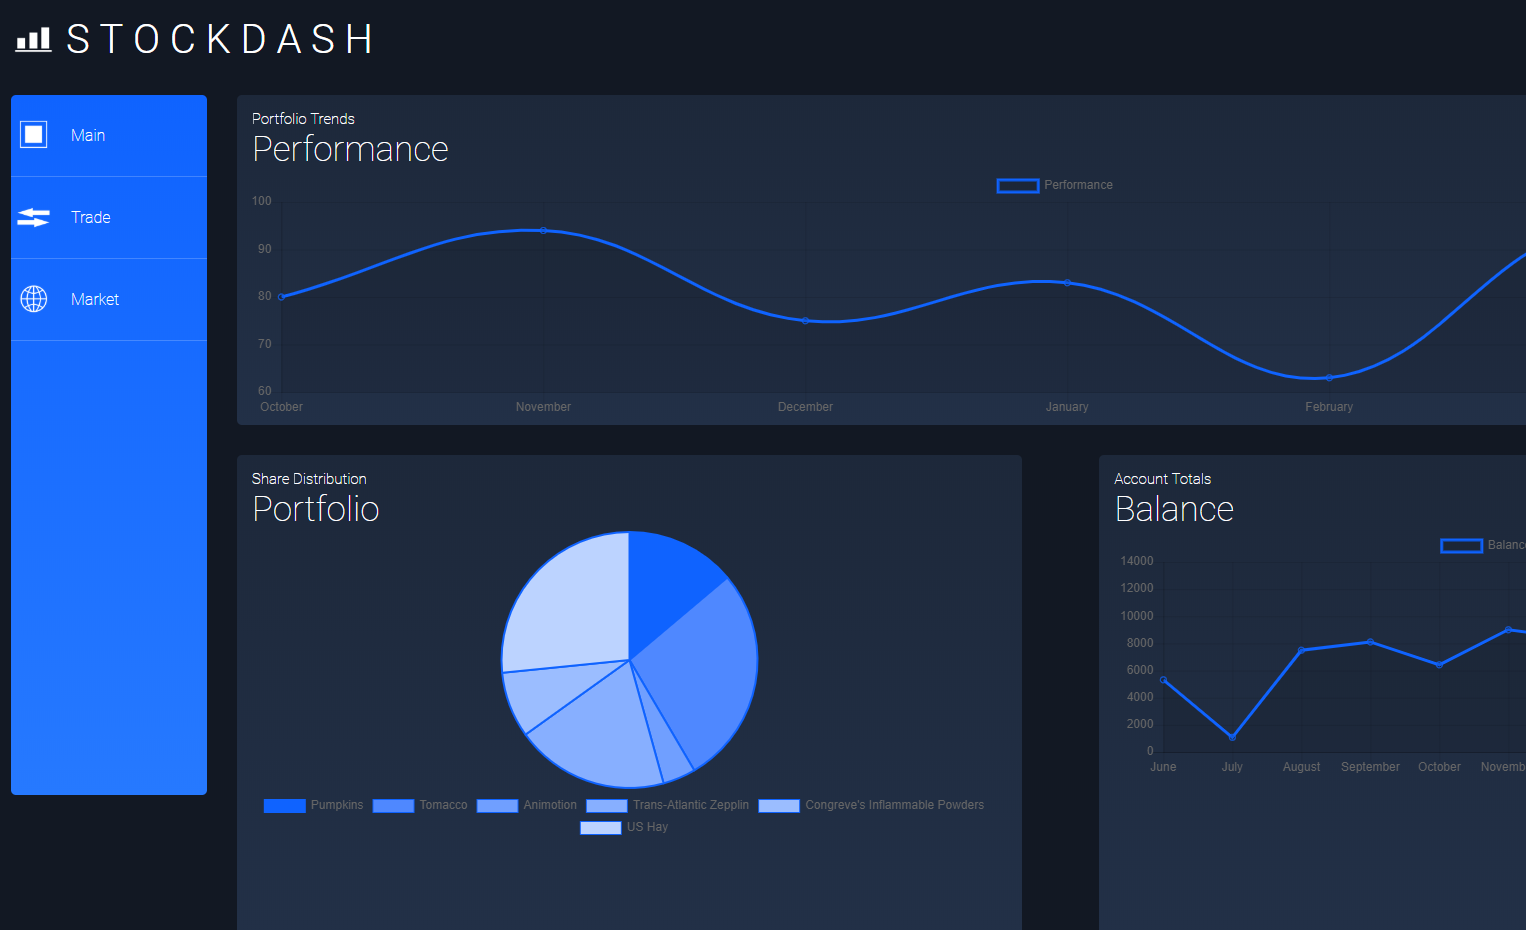 STOCKDASH
Main
Trade
Market
Portfolio Trends
Performance
Performance
100
90
80
70
60
October November December January February
Share Distribution
Portfolio
Pumpkins Tomacco Animotion Trans-Atlantic Zepplin Congreve's Inflammable Powders
US Hay
Account Totals
Balance
Balanc
14000
12000
10000
8000
6000
4000
2000
0
June July August September October Novemb